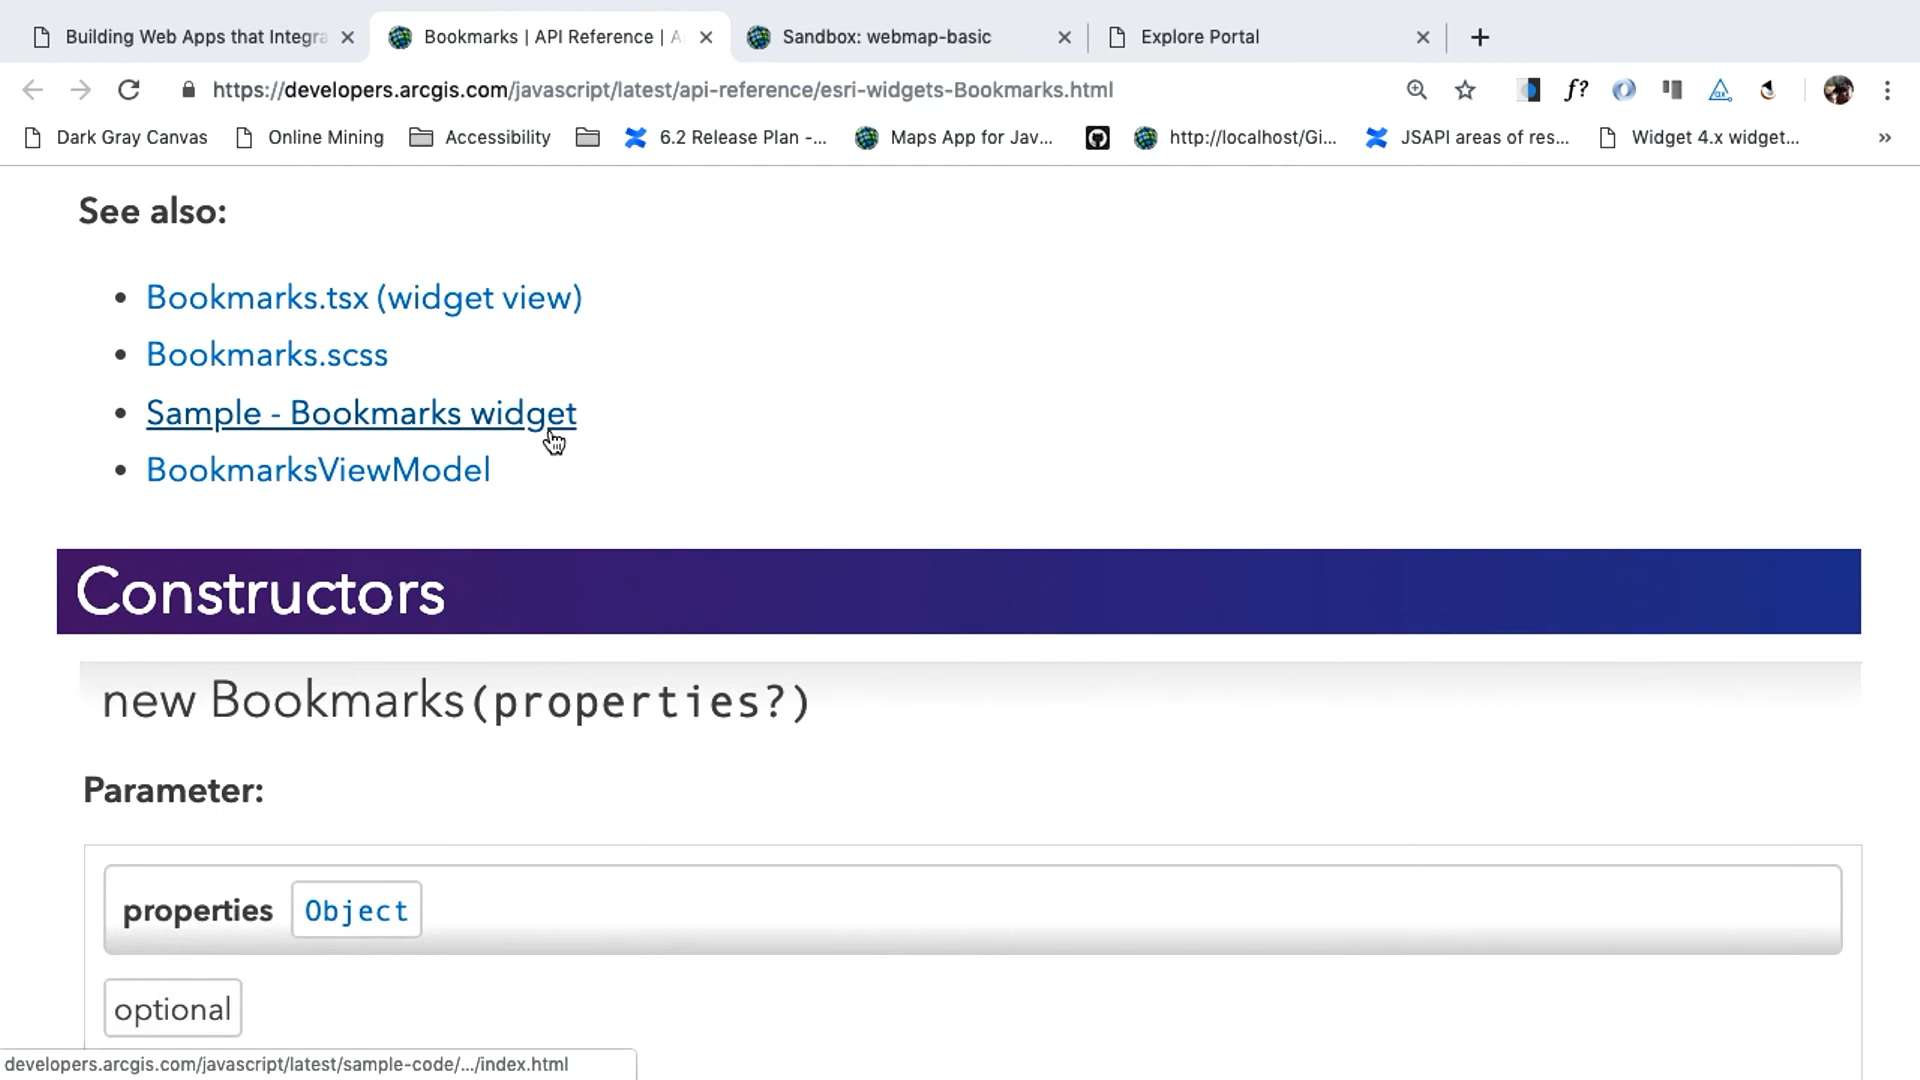 Building Web Apps that Integra
Bookmarks | API Reference | A
Sandbox: webmap-basic
Explore Portal
https://developers.arcgis.com/javascript/latest/api-reference/esri-widgets-Bookmarks.html
f?
Dark Gray Canvas
Online Mining
Accessibility
6.2 Release Plan -...
Maps App for Jav...
http://localhost/Gi...
JSAPI areas of res...
Widget 4.x widget...
»
See also:
• Bookmarks.tsx (widget view)
• Bookmarks.scss
• Sample - Bookmarks widget
• BookmarksViewModel
Constructors
new Bookmarks(properties?)
Parameter:
properties Object
optional
developers.arcgis.com/javascript/latest/sample-code/.../index.html